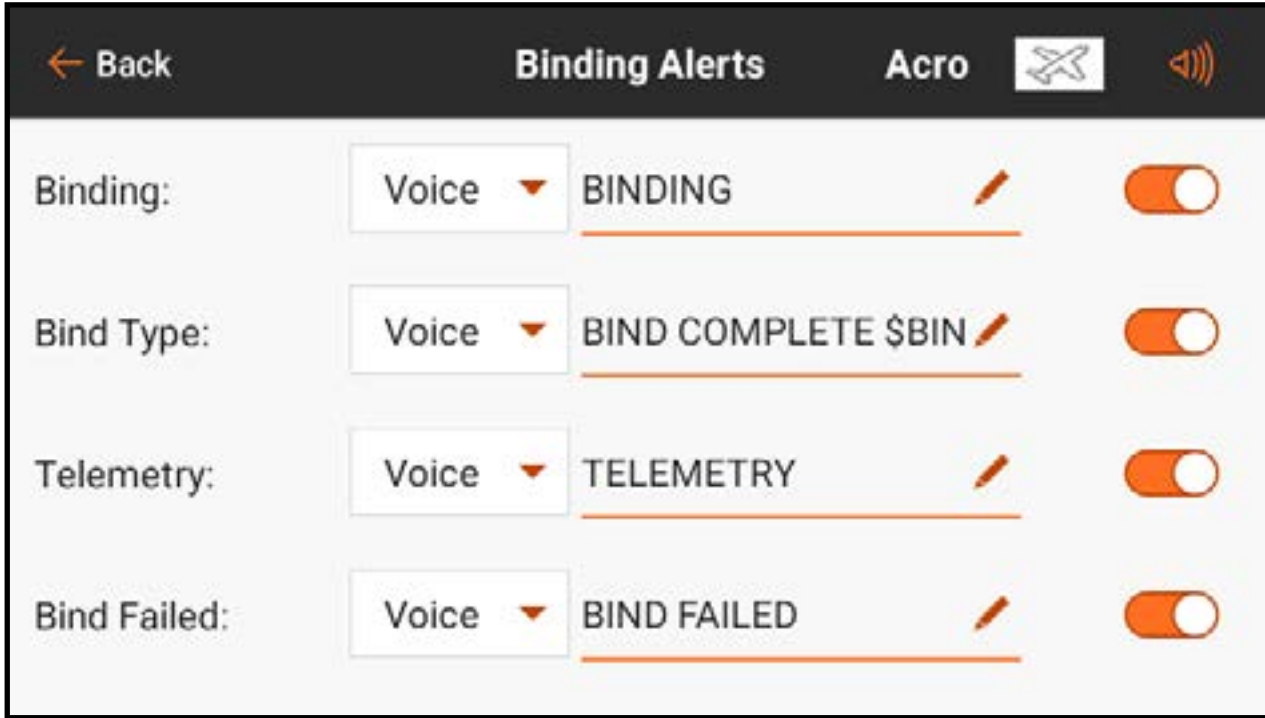 Back Binding Alerts Acro
Binding: Voice BINDING
Bind Type: Voice BIND COMPLETE $BIN
Telemetry: Voice TELEMETRY
Bind Failed: Voice BIND FAILED